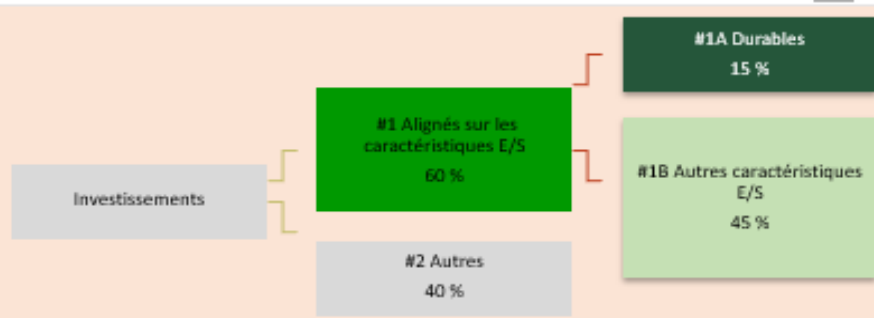 Investissements
#1 Alignés sur les
caractéristiques E/S
60 %
#2 Autres
40 %
#1A Durables
15 %
#1B Autres caractéristiques
E/S
45 %